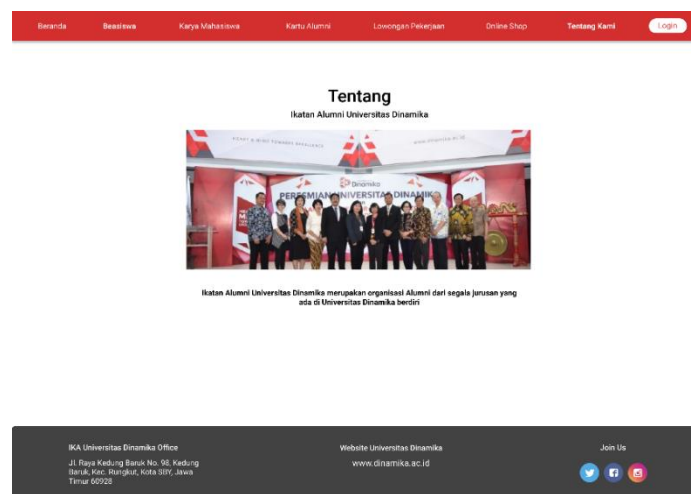 Beranda Beasiswa Karya Mahasiswa Kartu Alumni Lowongan Pekerjaan Online Shop Tentang Kami Login
Tentang
Ikatan Alumni Universitas Dinamika
Dinamika
PERESMIAN UNIVERSITAS DINAMIKA
Ikatan Alumni Universitas Dinamika merupakan organisasi Alumni dari segala jurusan yang
ada di Universitas Dinamika berdiri
IKA Universitas Dinamika Office
Jl. Raya Kedung Baruk No. 98, Kedung
Baruk, Kec. Rungkut, Kota SBY, Jawa
Timur 60928
Website Universitas Dinamika
www.dinamika.ac.id
Join Us